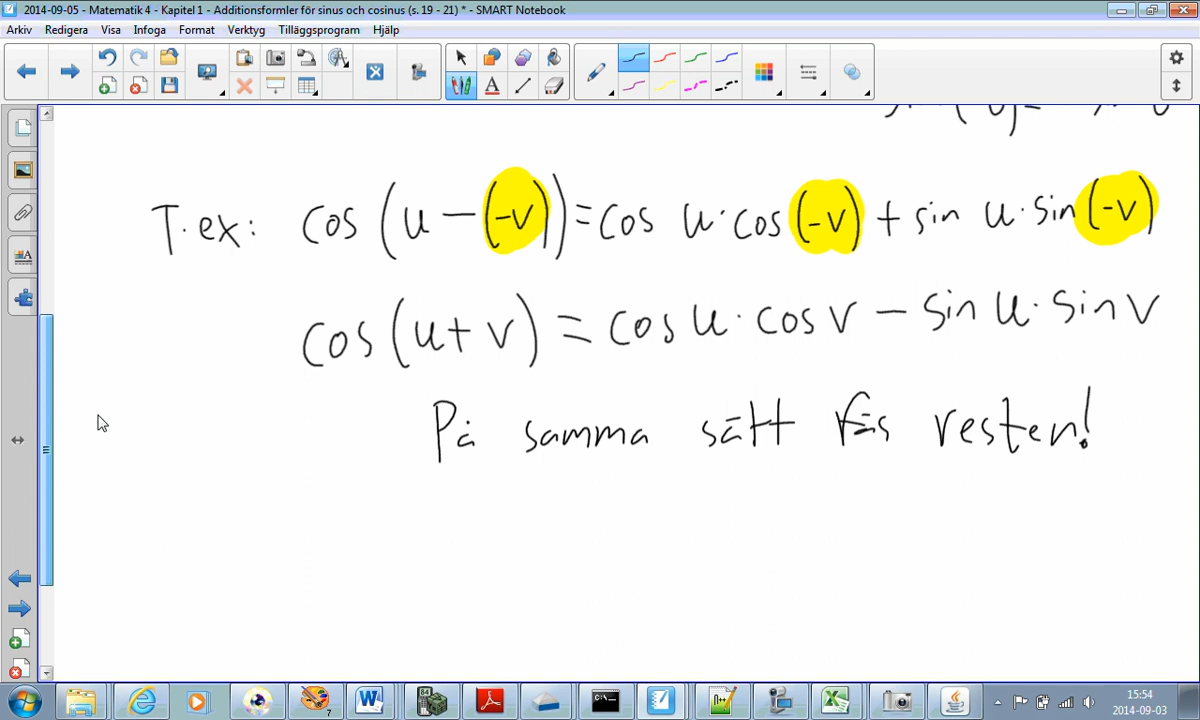 2014-09-05 - Matematik 4 - Kapitel 1 - Additionsformler för sinus och cosinus (s. 19 - 21) * - SMART Notebook
Arkiv Redigera Visa Infoga Format Verktyg Tilläggsprogram Hjälp
T.ex: cos (u - (-v)) = cos u · cos (-v) + sin u · sin (-v)
cos (u + v) = cos u · cos v - sin u · sin v
På samma sätt fås resten!
15:54
2014-09-03